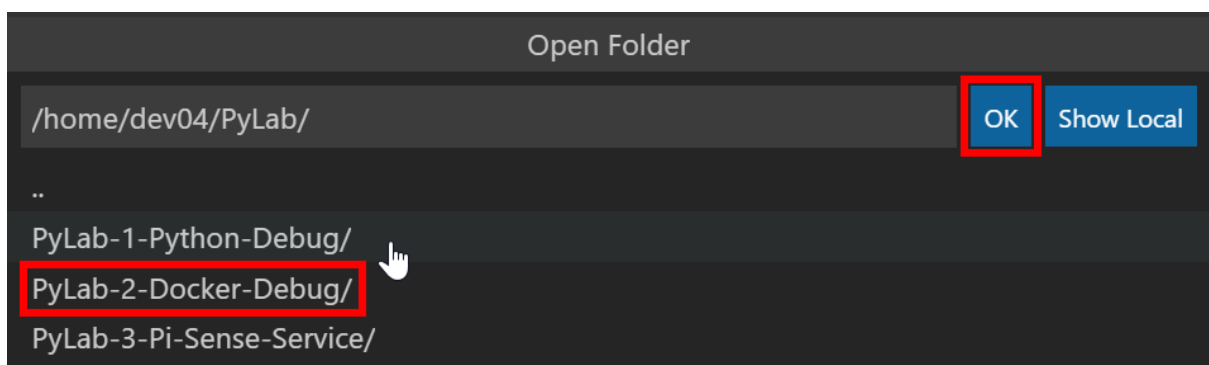 Open Folder
/home/dev04/PyLab/ OK Show Local
..
PyLab-1-Python-Debug/
PyLab-2-Docker-Debug/
PyLab-3-Pi-Sense-Service/